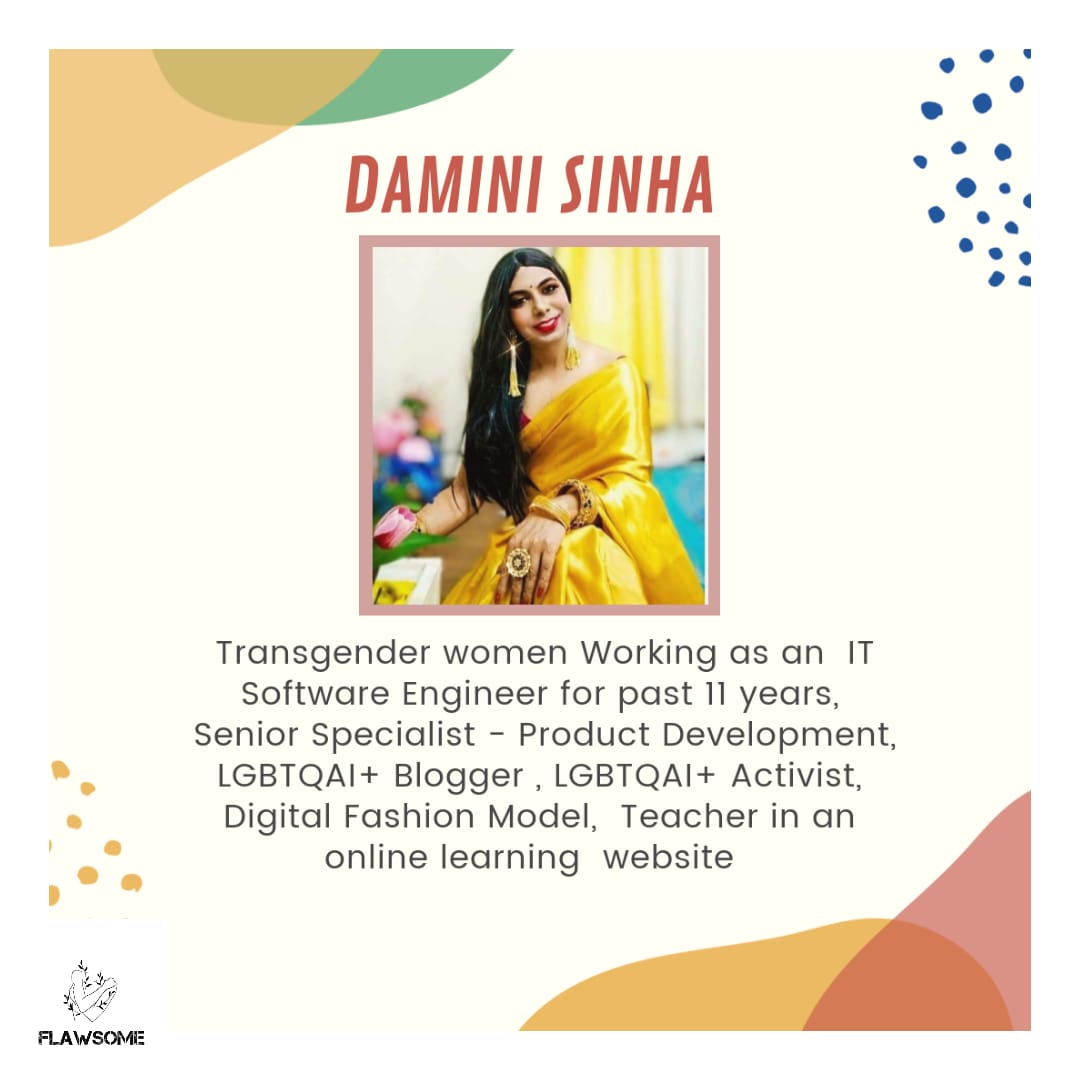 DAMINI SINHA
Transgender women Working as an IT
Software Engineer for past 11 years,
Senior Specialist - Product Development,
LGBTQAI+ Blogger , LGBTQAI+ Activist,
Digital Fashion Model, Teacher in an
online learning website
FLAWSOME